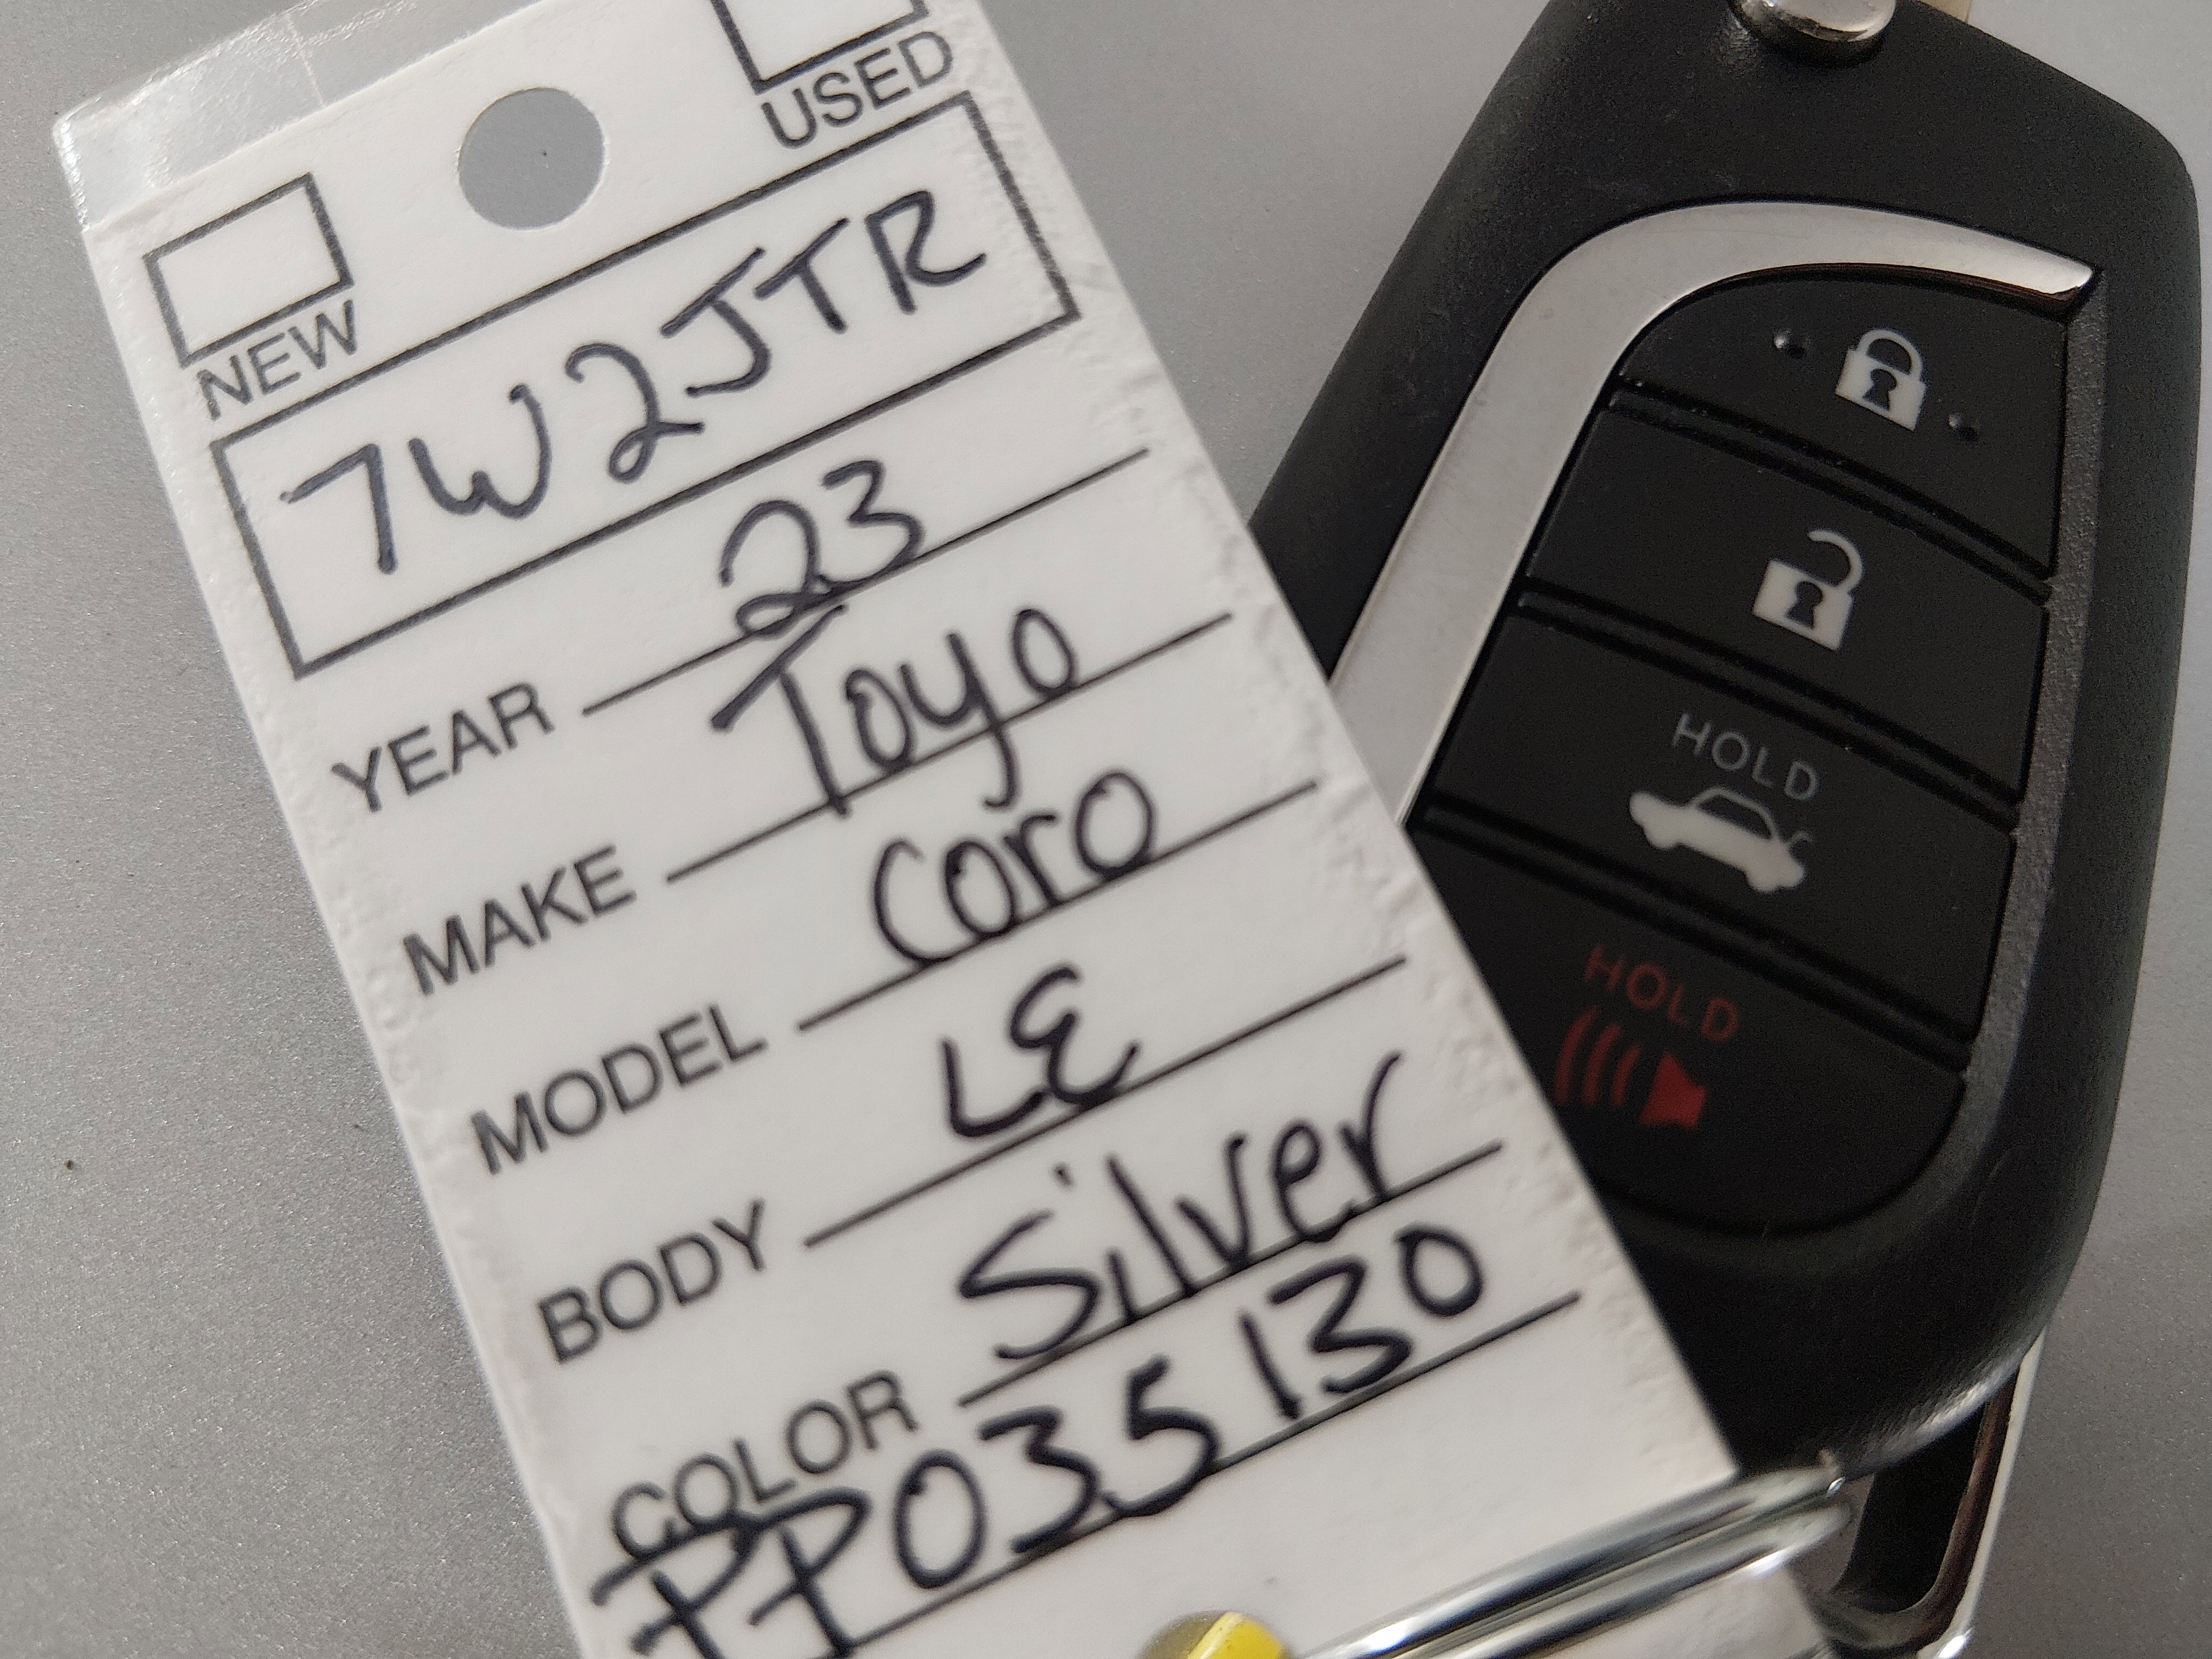 USED
NEW
7W2JTR
YEAR 23
MAKE Toyo
MODEL Coro
BODY LE
COLOR Silver
PP035130
HOLD
HOLD